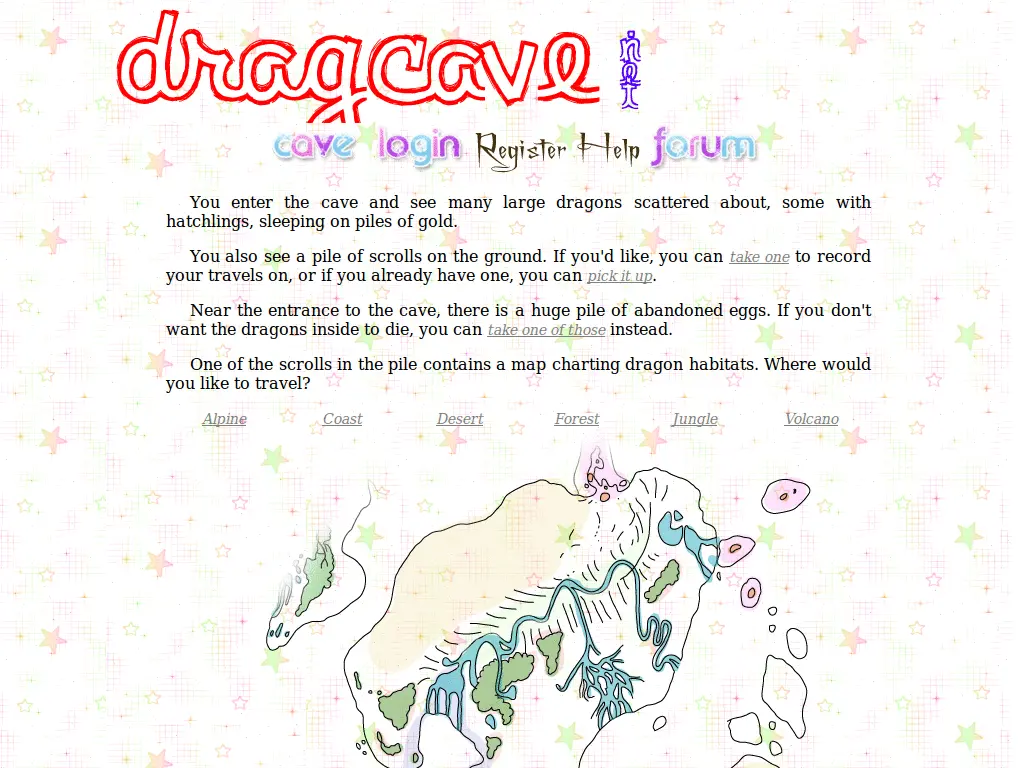 dragcave net
cave login Register Help forum
You enter the cave and see many large dragons scattered about, some with
hatchlings, sleeping on piles of gold.
You also see a pile of scrolls on the ground. If you'd like, you can take one to record
your travels on, or if you already have one, you can pick it up.
Near the entrance to the cave, there is a huge pile of abandoned eggs. If you don't
want the dragons inside to die, you can take one of those instead.
One of the scrolls in the pile contains a map charting dragon habitats. Where would
you like to travel?
Alpine Coast Desert Forest Jungle Volcano